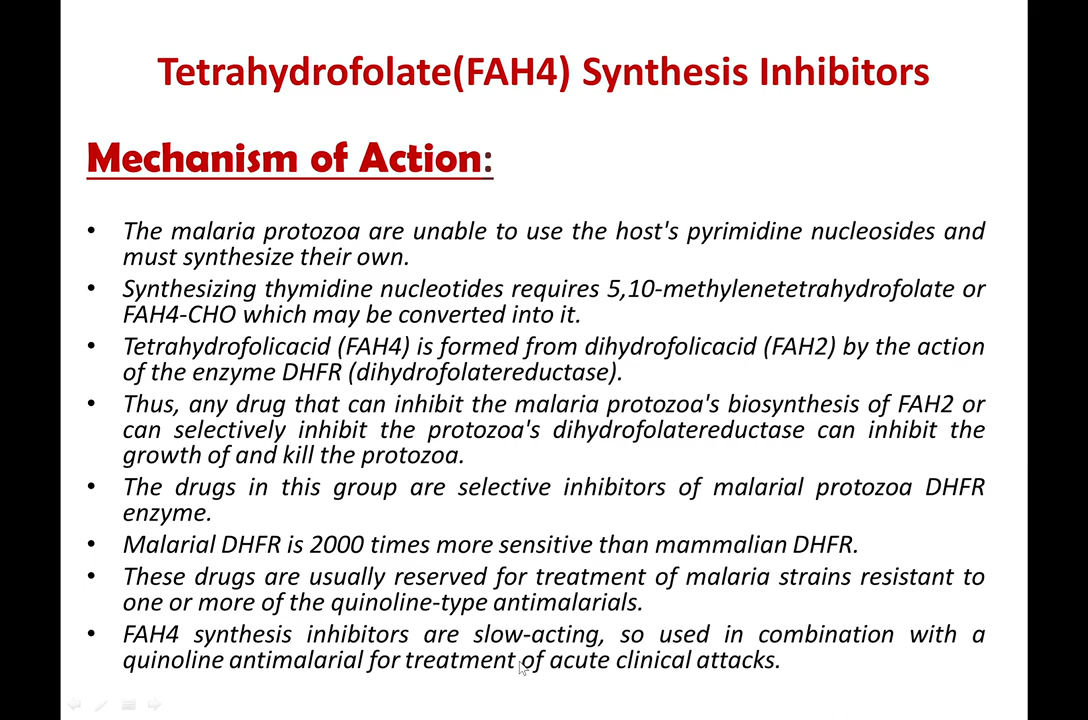 Tetrahydrofolate(FAH4) Synthesis Inhibitors
Mechanism of Action:
• The malaria protozoa are unable to use the host's pyrimidine nucleosides and
must synthesize their own.
• Synthesizing thymidine nucleotides requires 5,10-methylenetetrahydrofolate or
FAH4-CHO which may be converted into it.
• Tetrahydrofolicacid (FAH4) is formed from dihydrofolicacid (FAH2) by the action
of the enzyme DHFR (dihydrofolatereductase).
• Thus, any drug that can inhibit the malaria protozoa's biosynthesis of FAH2 or
can selectively inhibit the protozoa's dihydrofolatereductase can inhibit the
growth of and kill the protozoa.
• The drugs in this group are selective inhibitors of malarial protozoa DHFR
enzyme.
• Malarial DHFR is 2000 times more sensitive than mammalian DHFR.
• These drugs are usually reserved for treatment of malaria strains resistant to
one or more of the quinoline-type antimalarials.
• FAH4 synthesis inhibitors are slow-acting, so used in combination with a
quinoline antimalarial for treatment of acute clinical attacks.